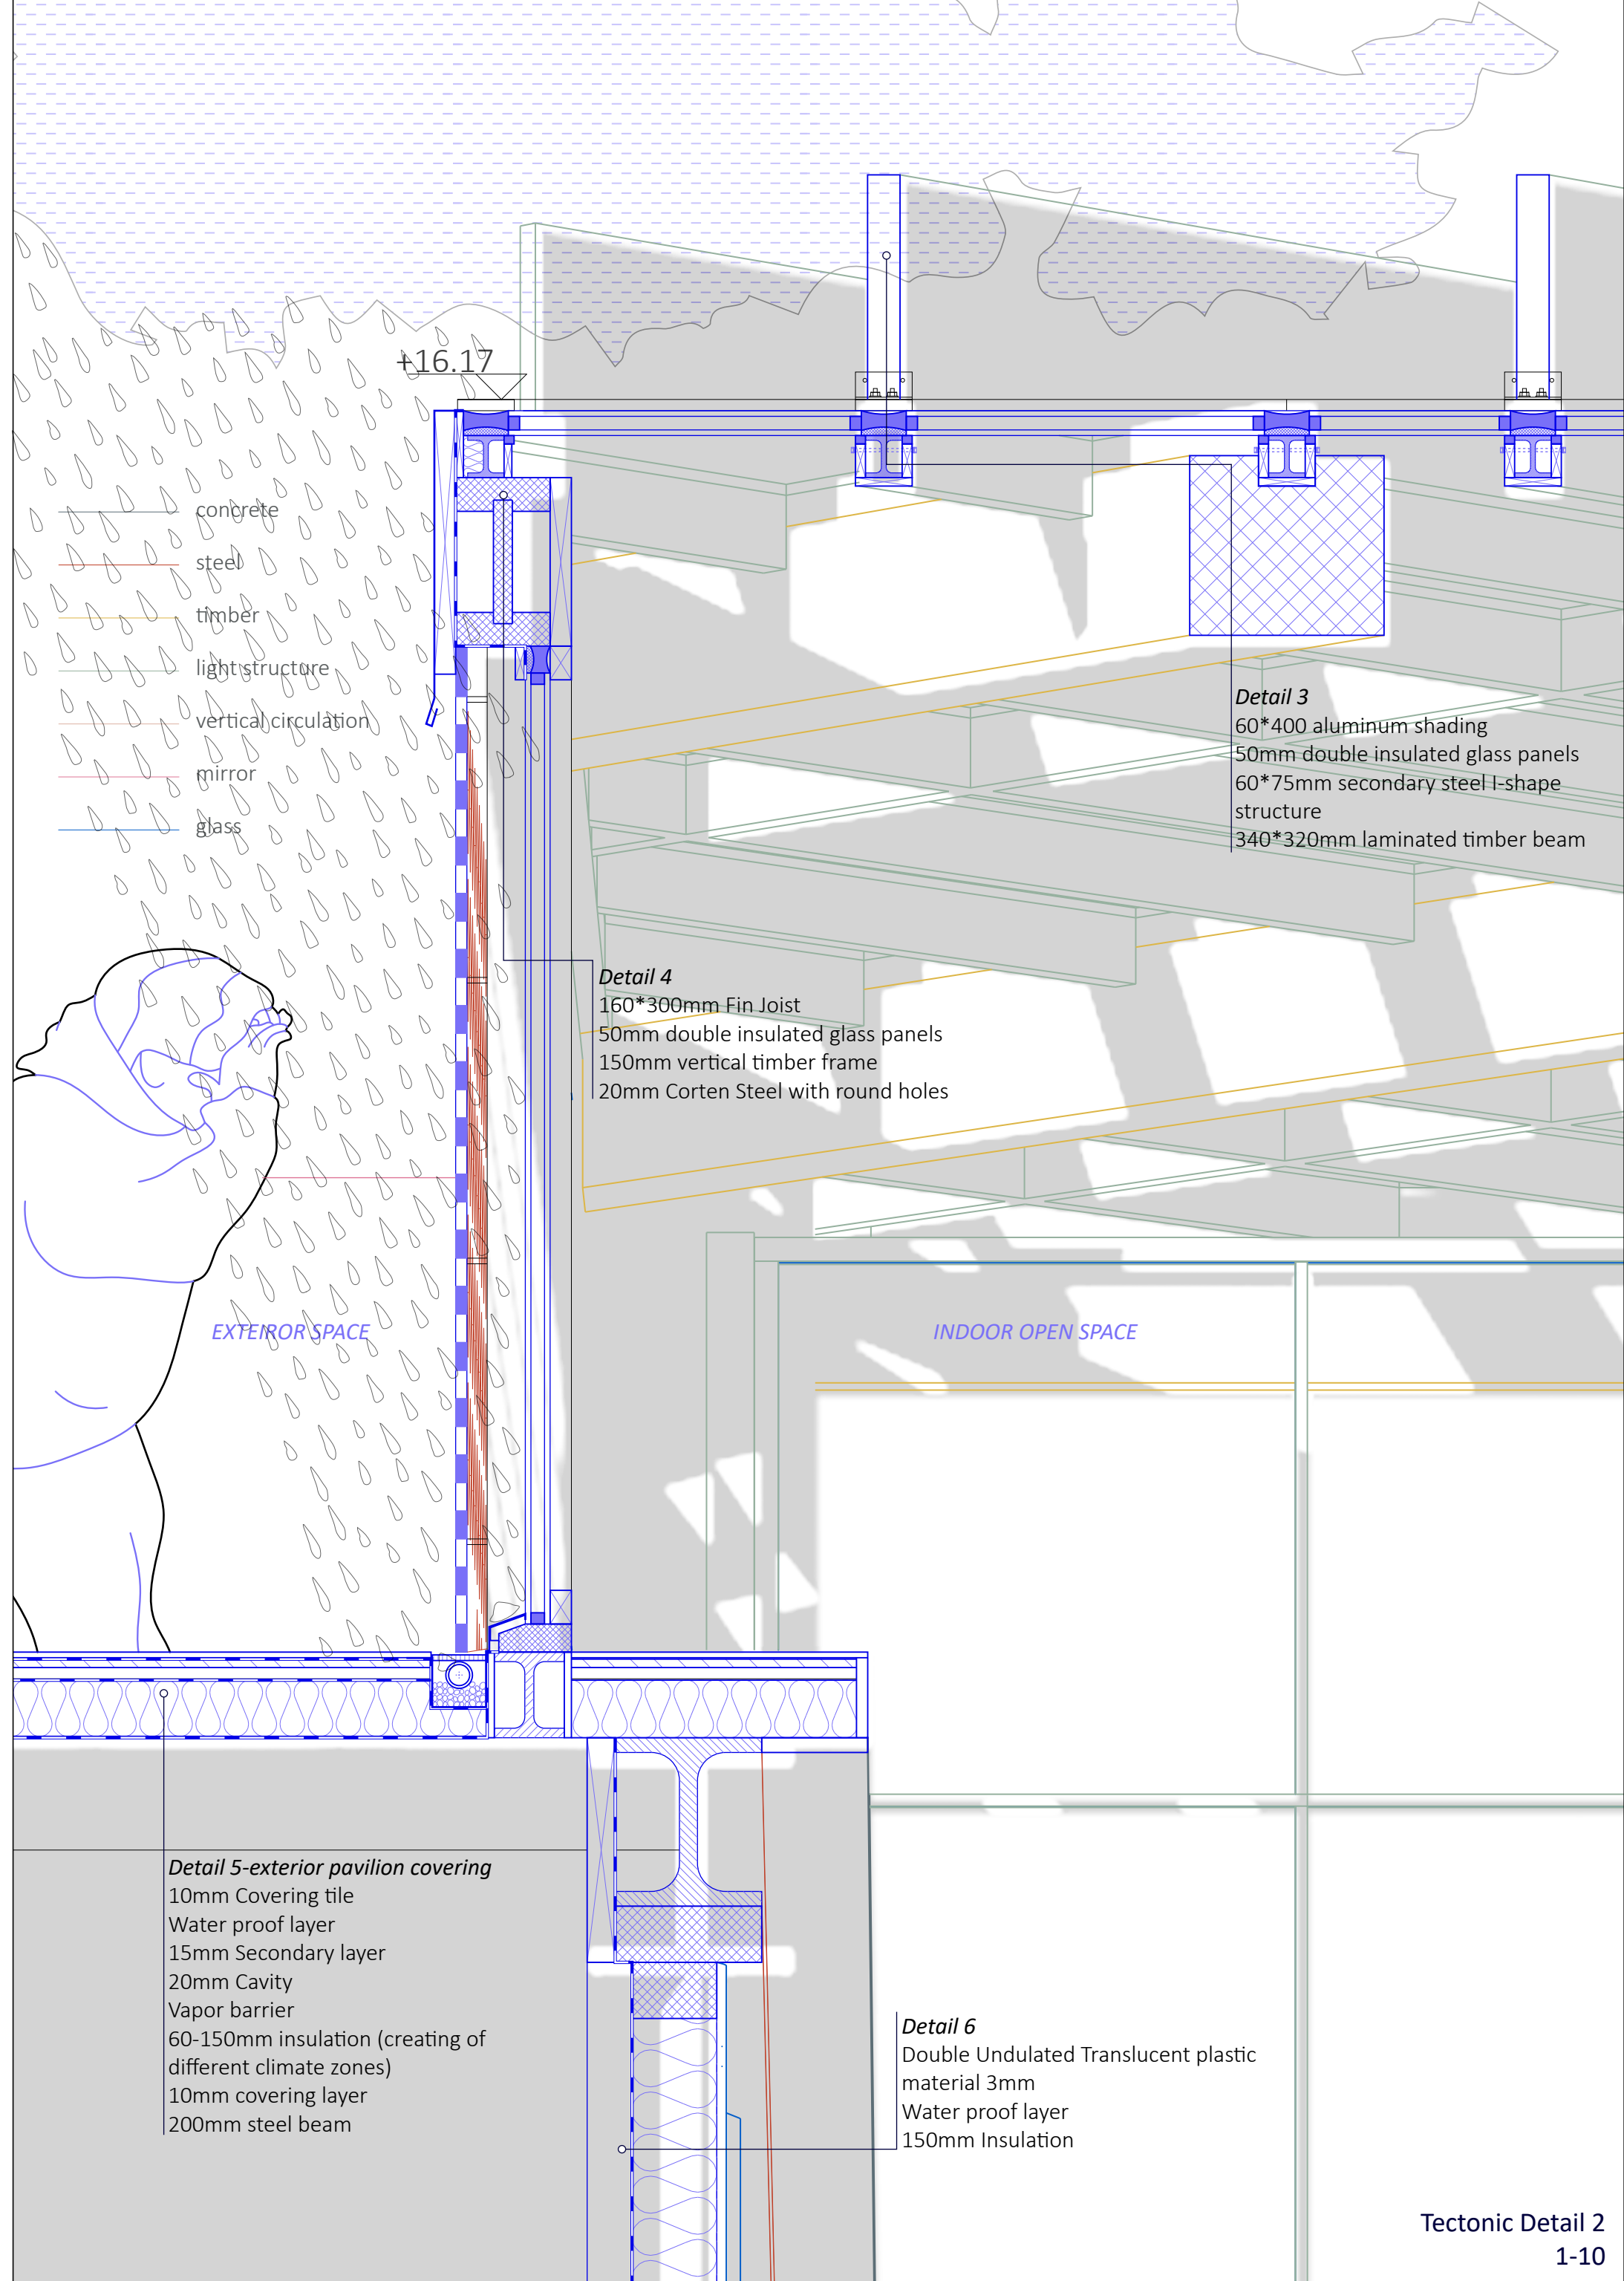 +16.17
concrete
steel
timber
light structure
vertical circulation
mirror
glass
Detail 3
60*400 aluminum shading
50mm double insulated glass panels
60*75mm secondary steel I-shape
structure
340*320mm laminated timber beam
Detail 4
160*300mm Fin Joist
50mm double insulated glass panels
150mm vertical timber frame
20mm Corten Steel with round holes
EXTEIROR SPACE
INDOOR OPEN SPACE
Detail 5-exterior pavilion covering
10mm Covering tile
Water proof layer
15mm Secondary layer
20mm Cavity
Vapor barrier
60-150mm insulation (creating of
different climate zones)
10mm covering layer
200mm steel beam
Detail 6
Double Undulated Translucent plastic
material 3mm
Water proof layer
150mm Insulation
Tectonic Detail 2
1-10